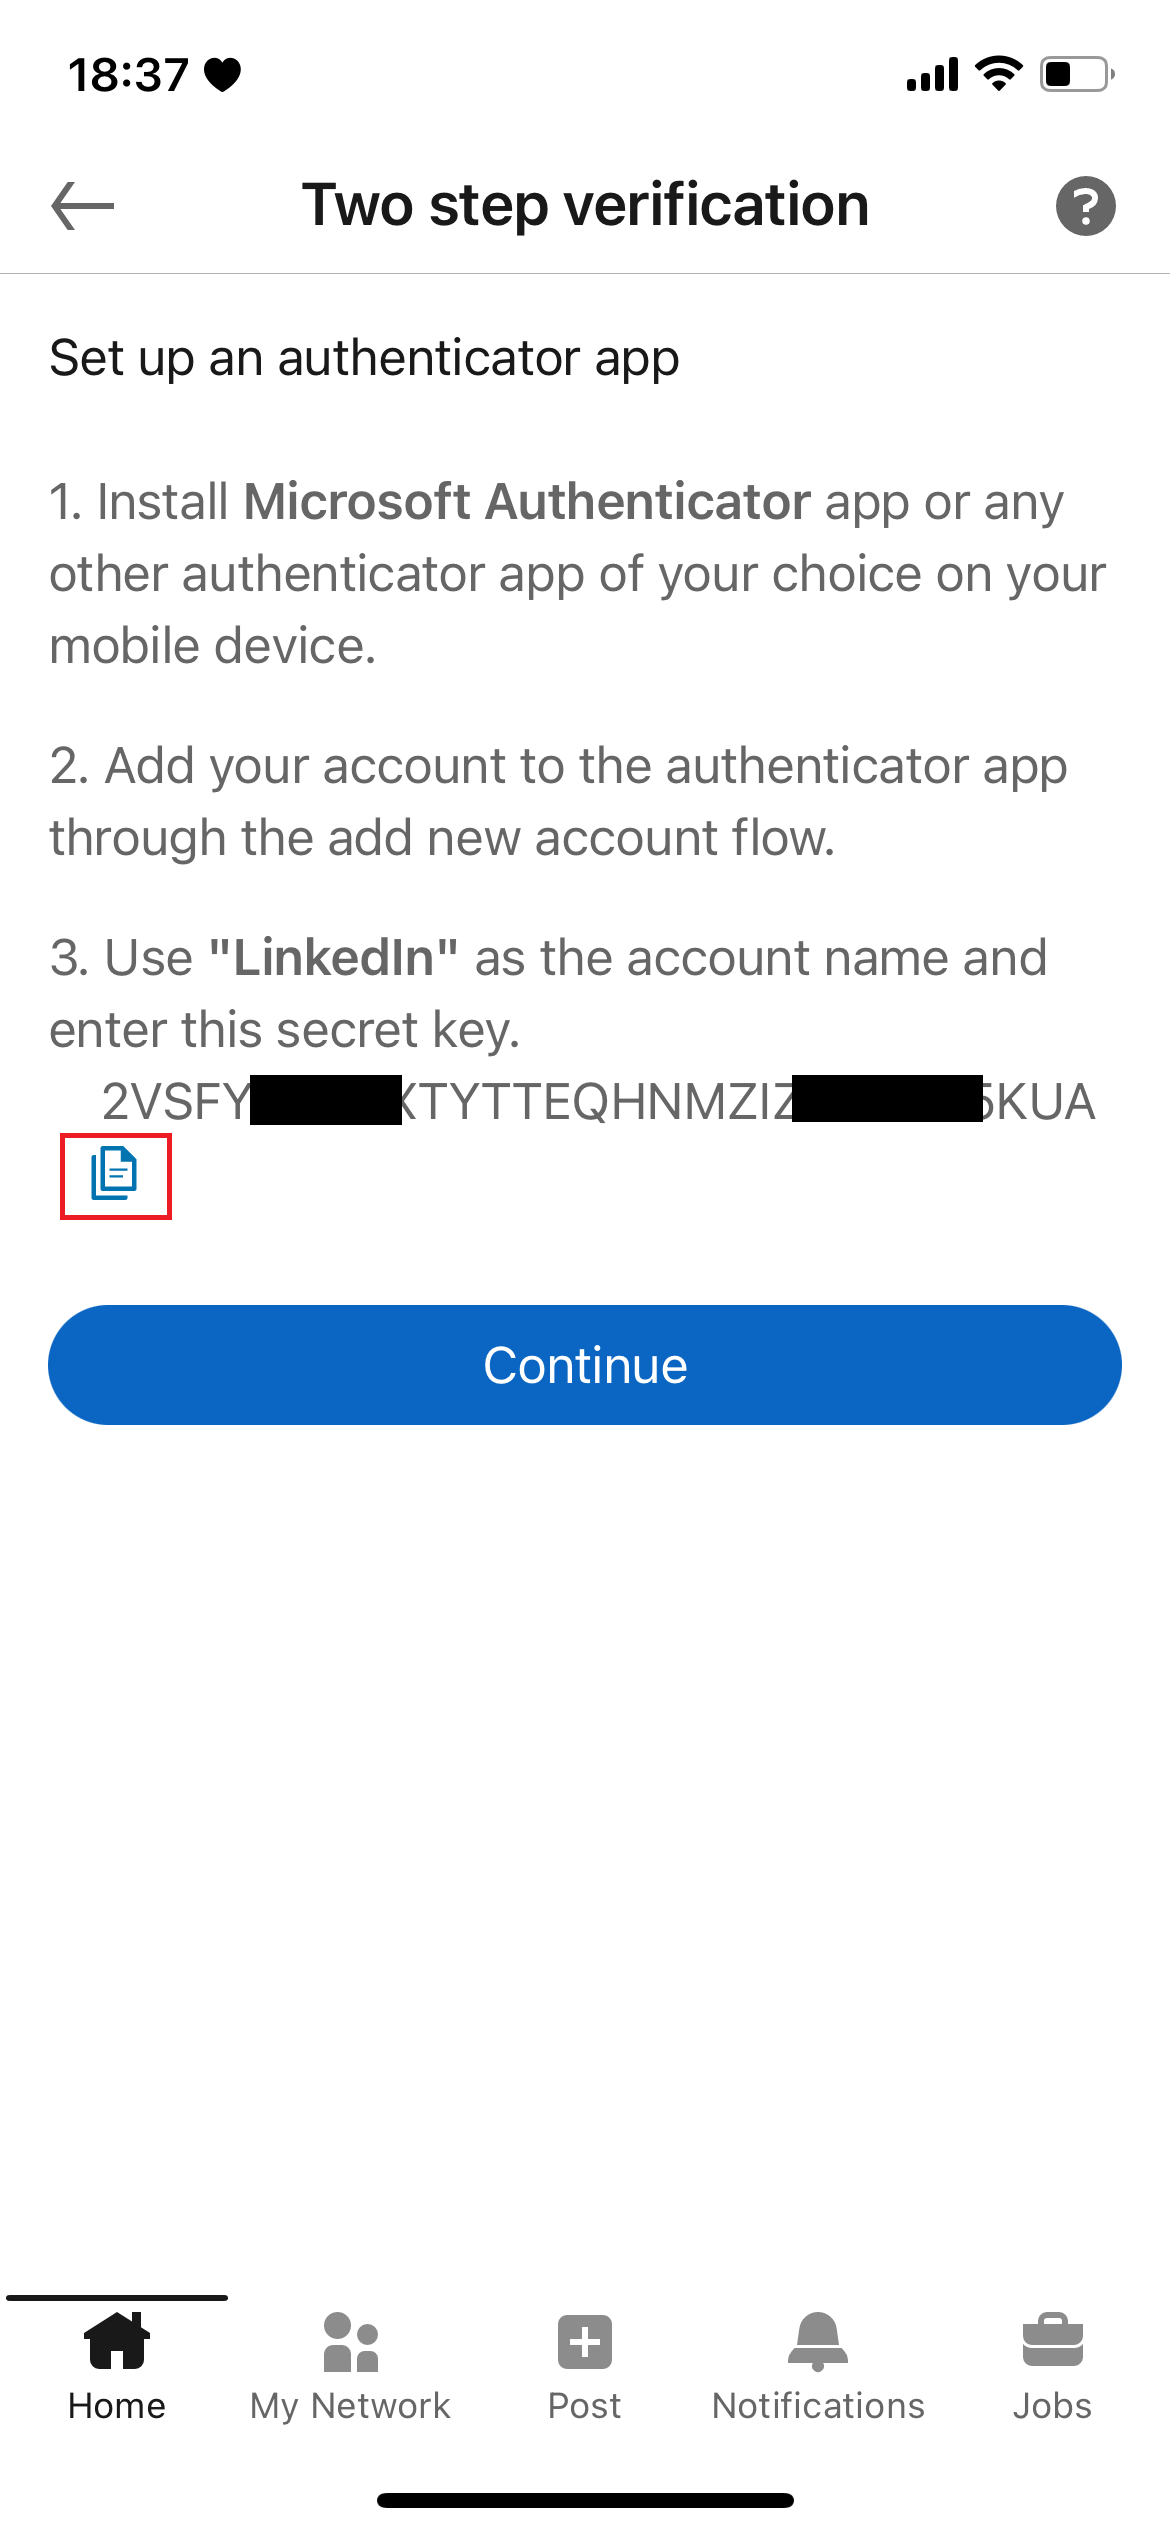 18:37
Two step verification
Set up an authenticator app
1. Install Microsoft Authenticator app or any
other authenticator app of your choice on your
mobile device.
2. Add your account to the authenticator app
through the add new account flow.
3. Use "LinkedIn" as the account name and
enter this secret key.
2VSFY XTYTTEQHNMZIZ 5KUA
Continue
Home My Network Post Notifications Jobs